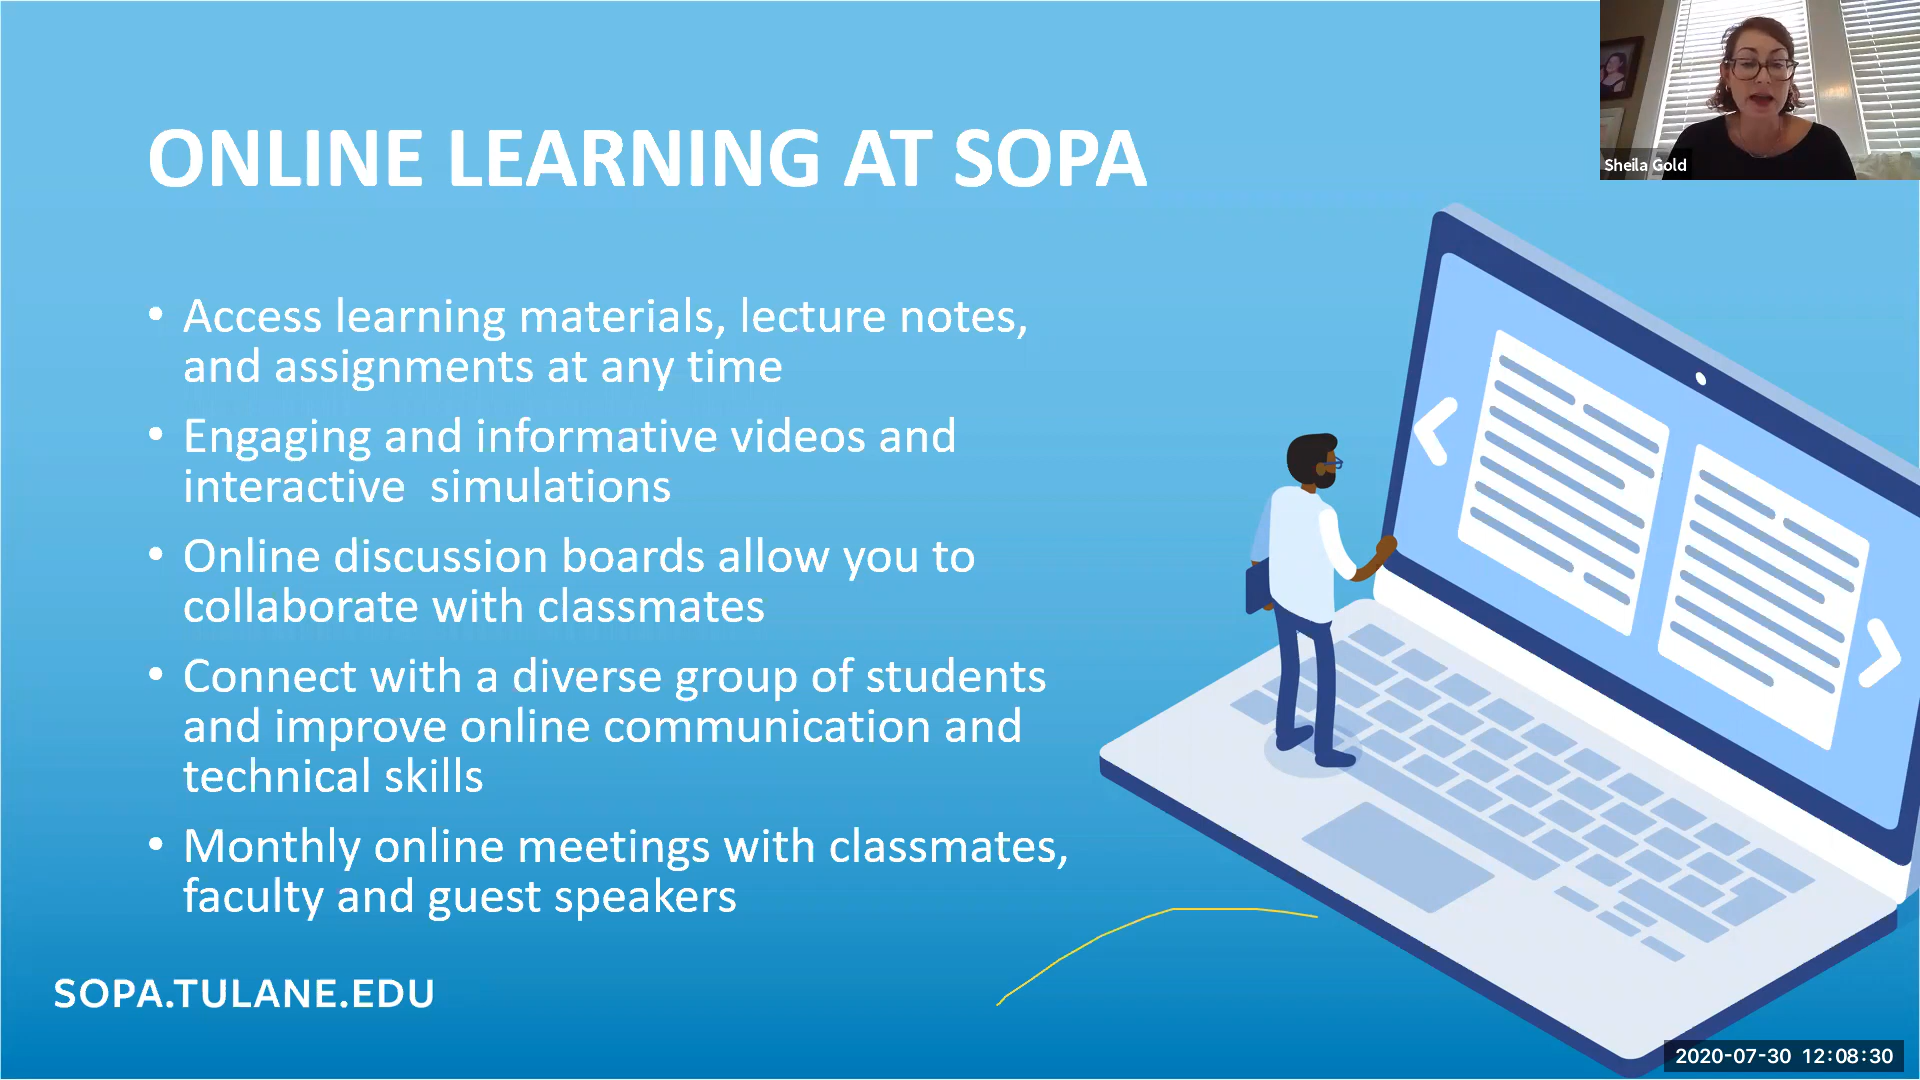 ONLINE LEARNING AT SOPA
Sheila Gold
• Access learning materials, lecture notes,
and assignments at any time
• Engaging and informative videos and
interactive  simulations
• Online discussion boards allow you to
collaborate with classmates
• Connect with a diverse group of students
and improve online communication and
technical skills
• Monthly online meetings with classmates,
faculty and guest speakers
SOPA.TULANE.EDU
2020-07-30 12:08:30